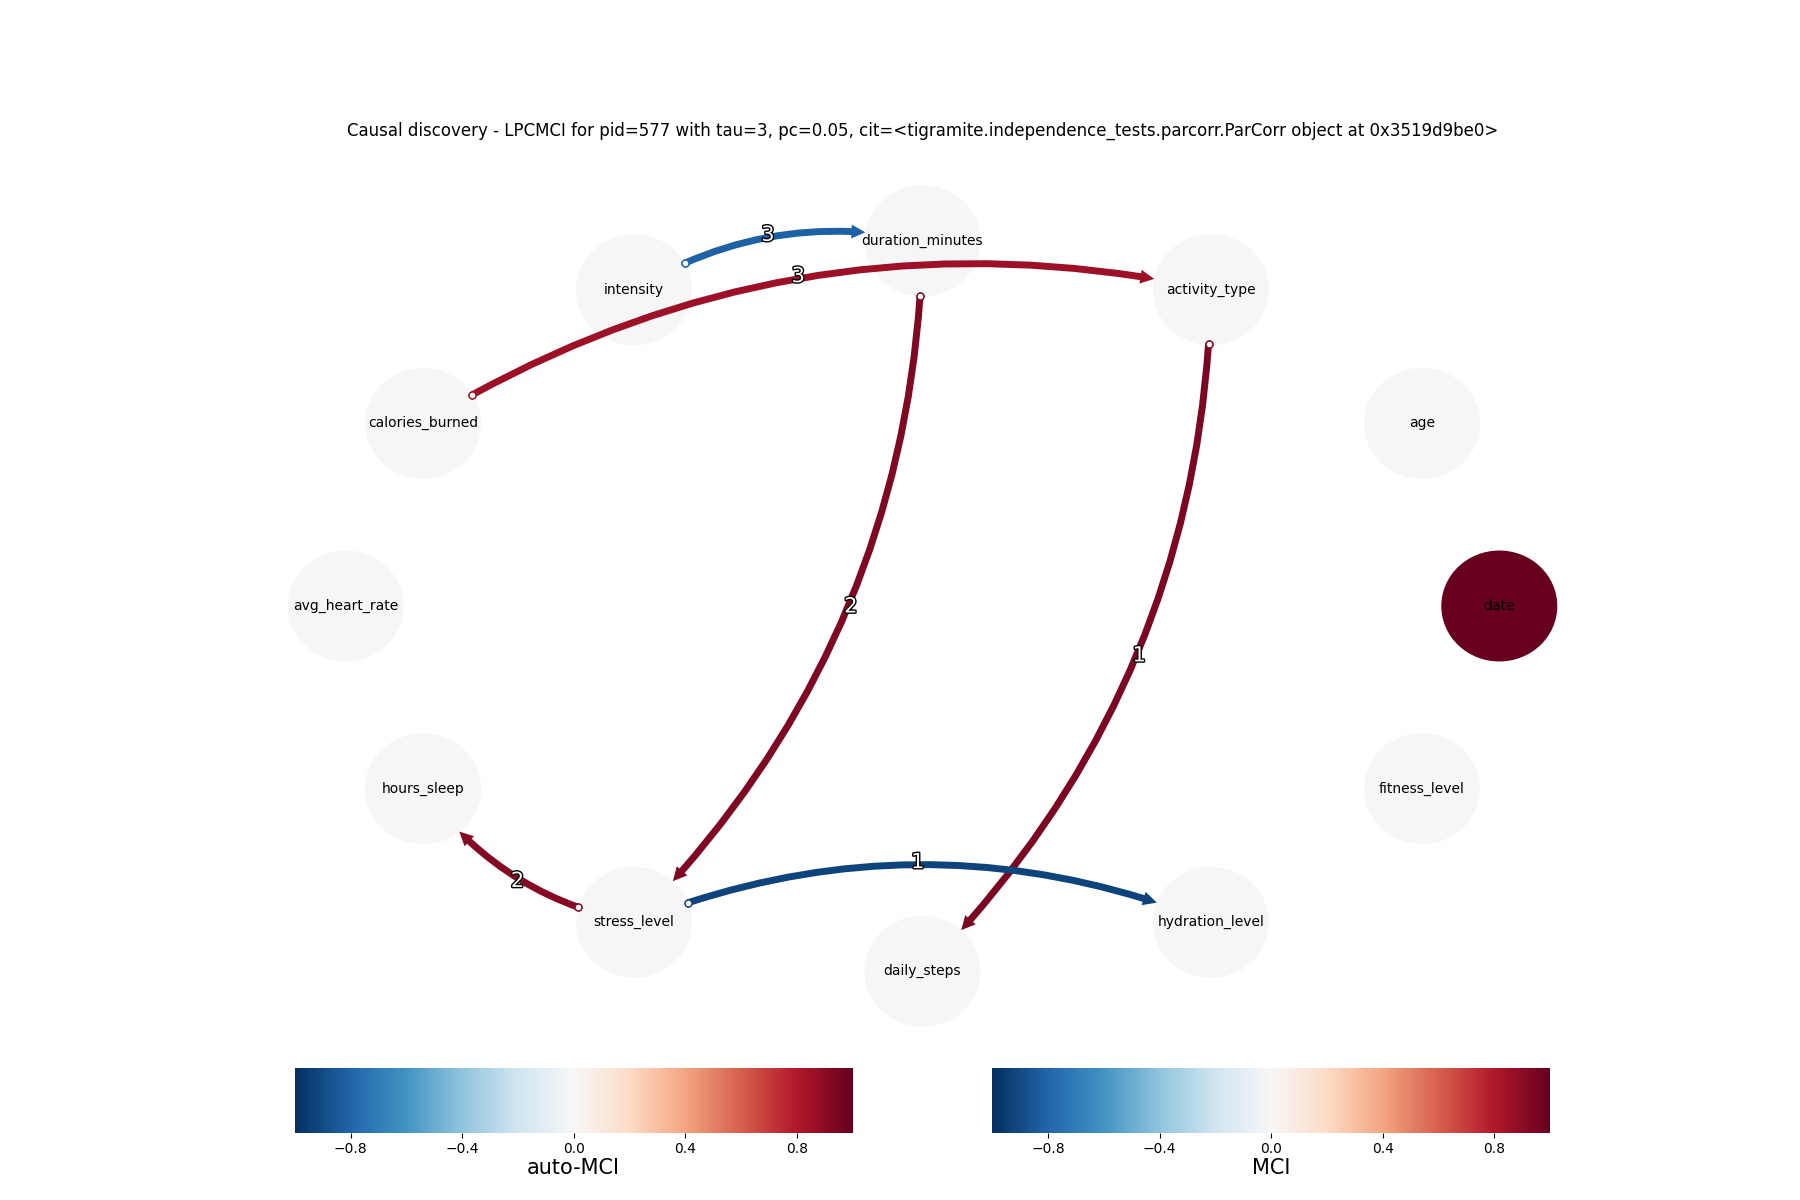 Causal discovery - LPCMCI for pid=577 with tau=3, pc=0.05, cit=<tigramite.independence_tests.parcorr.ParCorr object at 0x3519d9be0>
3
duration_minutes
3
intensity
activity_type
calories_burned
age
avg_heart_rate
2
date
1
hours_sleep
fitness_level
2
1
stress_level
hydration_level
daily_steps
−0.8 −0.4 0.0 0.4 0.8
auto-MCI
−0.8 −0.4 0.0 0.4 0.8
MCI